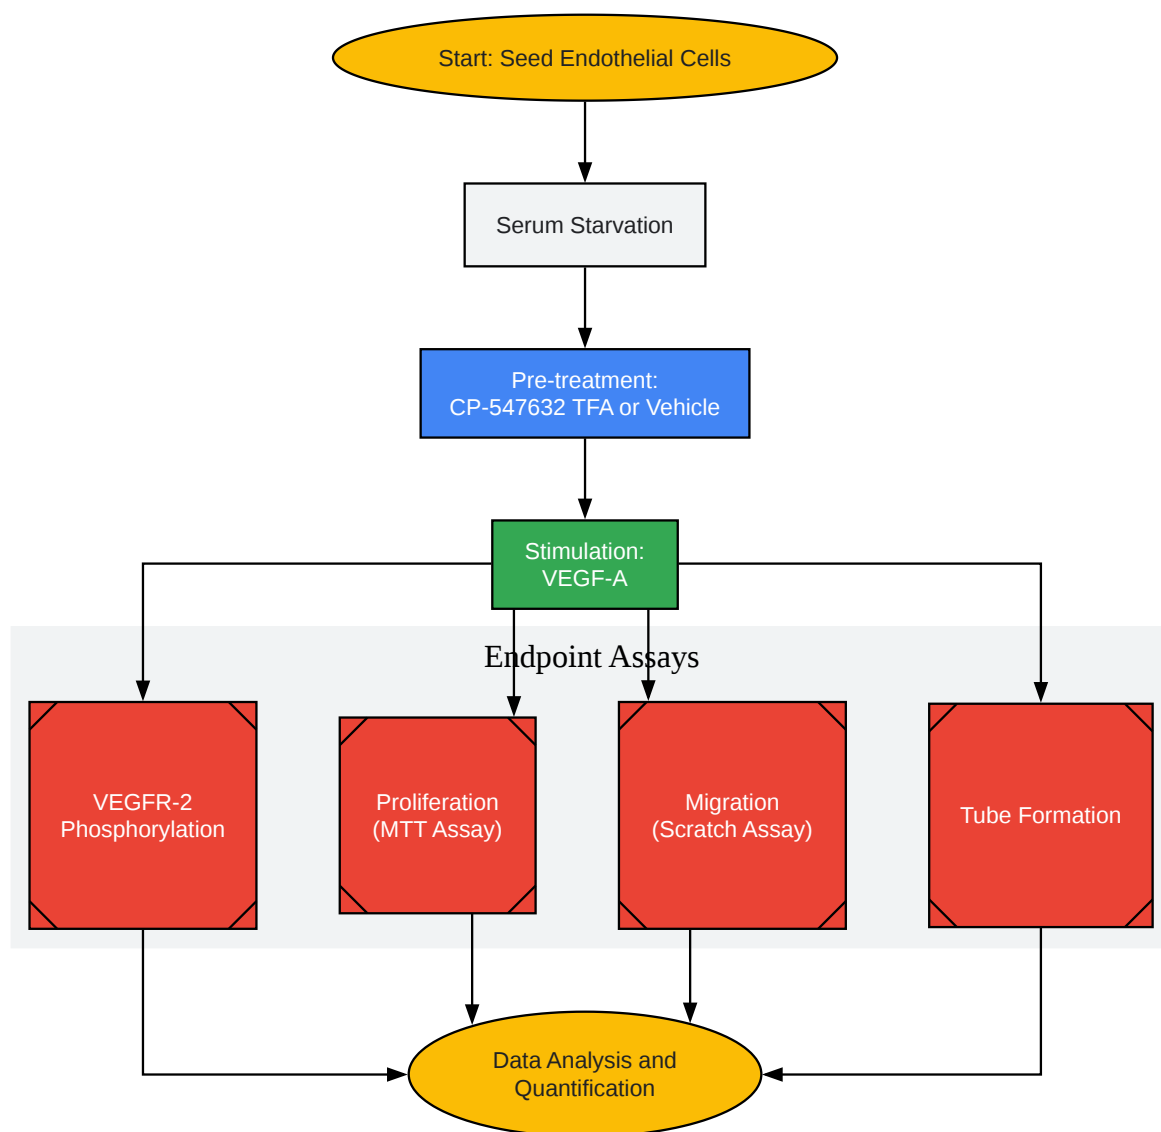 Start: Seed Endothelial Cells
Serum Starvation
Pre-treatment:
CP-547632 TFA or Vehicle
Stimulation:
VEGF-A
Endpoint Assays
VEGFR-2
Phosphorylation
Proliferation
(MTT Assay)
Migration
(Scratch Assay)
Tube Formation
Data Analysis and
Quantification